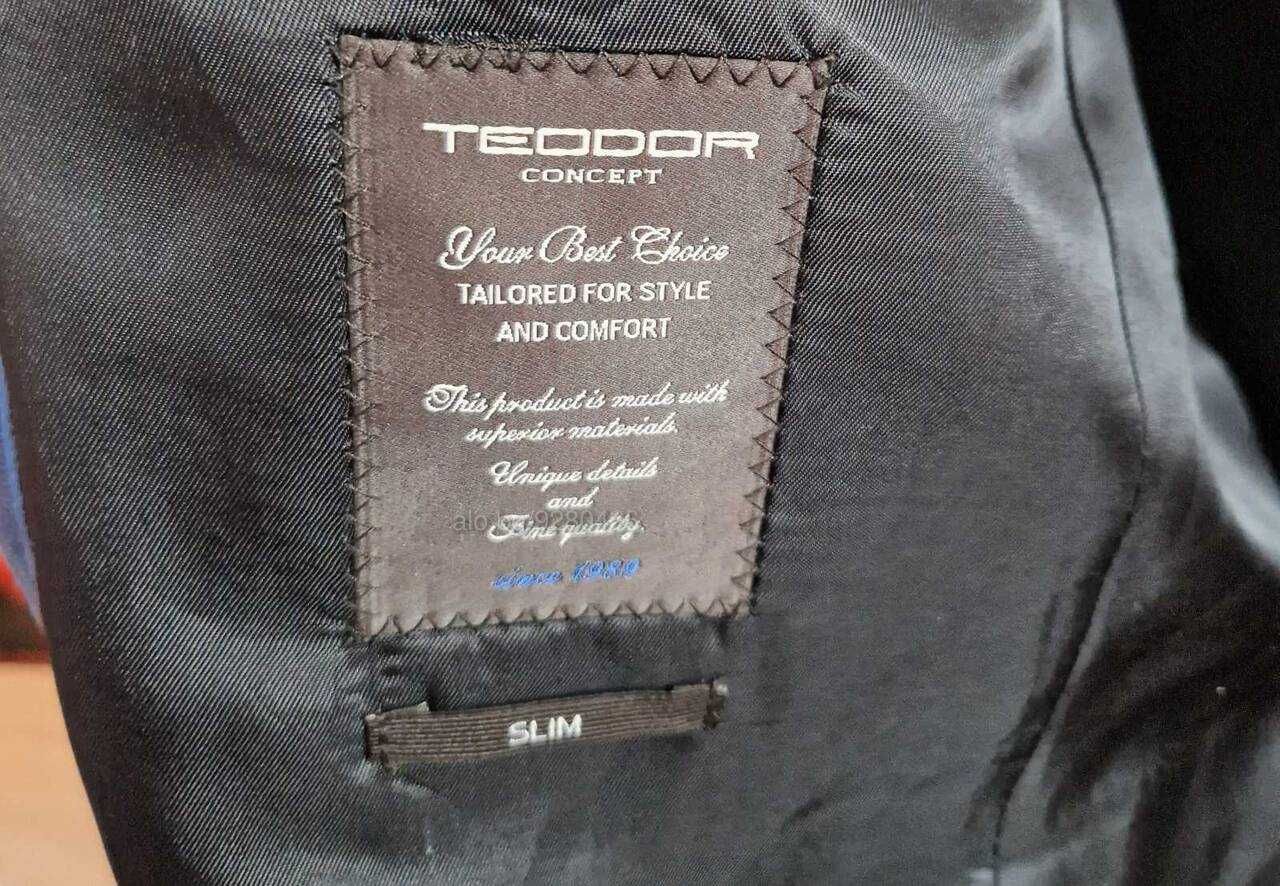 TEODOR
CONCEPT
Your Best Choice
TAILORED FOR STYLE
AND COMFORT
This product is made with
superior materials.
Unique details
and
Fine quality.
since 1989
SLIM